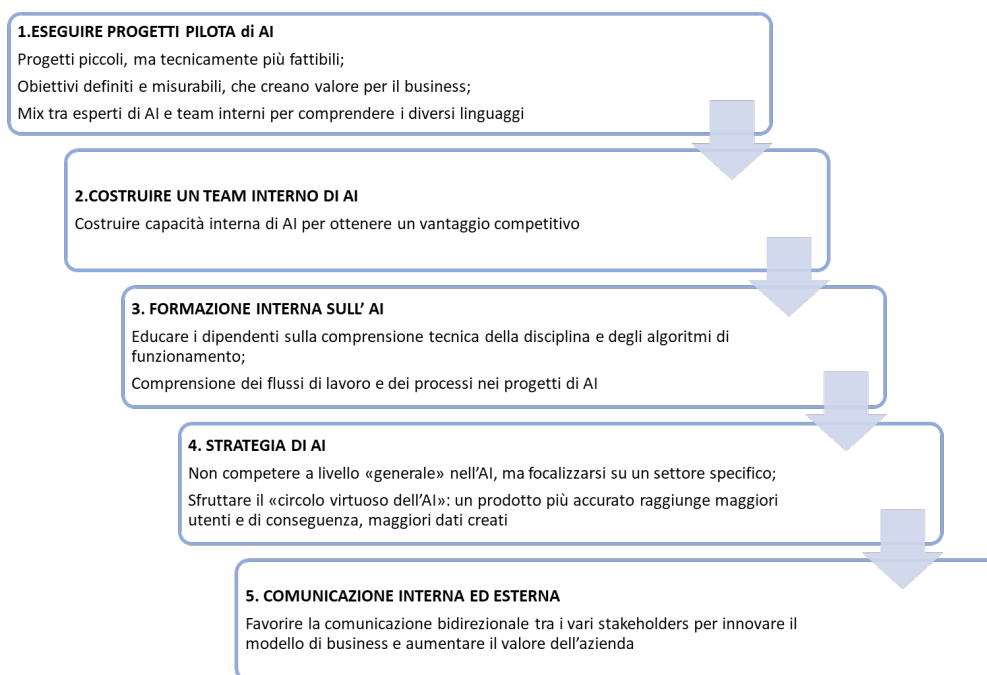 1.ESEGUIRE PROGETTI PILOTA di AI
Progetti piccoli, ma tecnicamente più fattibili;
Obiettivi definiti e misurabili, che creano valore per il business;
Mix tra esperti di AI e team interni per comprendere i diversi linguaggi
2.COSTRUIRE UN TEAM INTERNO DI AI
Costruire capacità interna di AI per ottenere un vantaggio competitivo
3. FORMAZIONE INTERNA SULL’ AI
Educare i dipendenti sulla comprensione tecnica della disciplina e degli algoritmi di
funzionamento;
Comprensione dei flussi di lavoro e dei processi nei progetti di AI
4. STRATEGIA DI AI
Non competere a livello «generale» nell’AI, ma focalizzarsi su un settore specifico;
Sfruttare il «circolo virtuoso dell’AI»: un prodotto più accurato raggiunge maggiori
utenti e di conseguenza, maggiori dati creati
5. COMUNICAZIONE INTERNA ED ESTERNA
Favorire la comunicazione bidirezionale tra i vari stakeholders per innovare il
modello di business e aumentare il valore dell’azienda